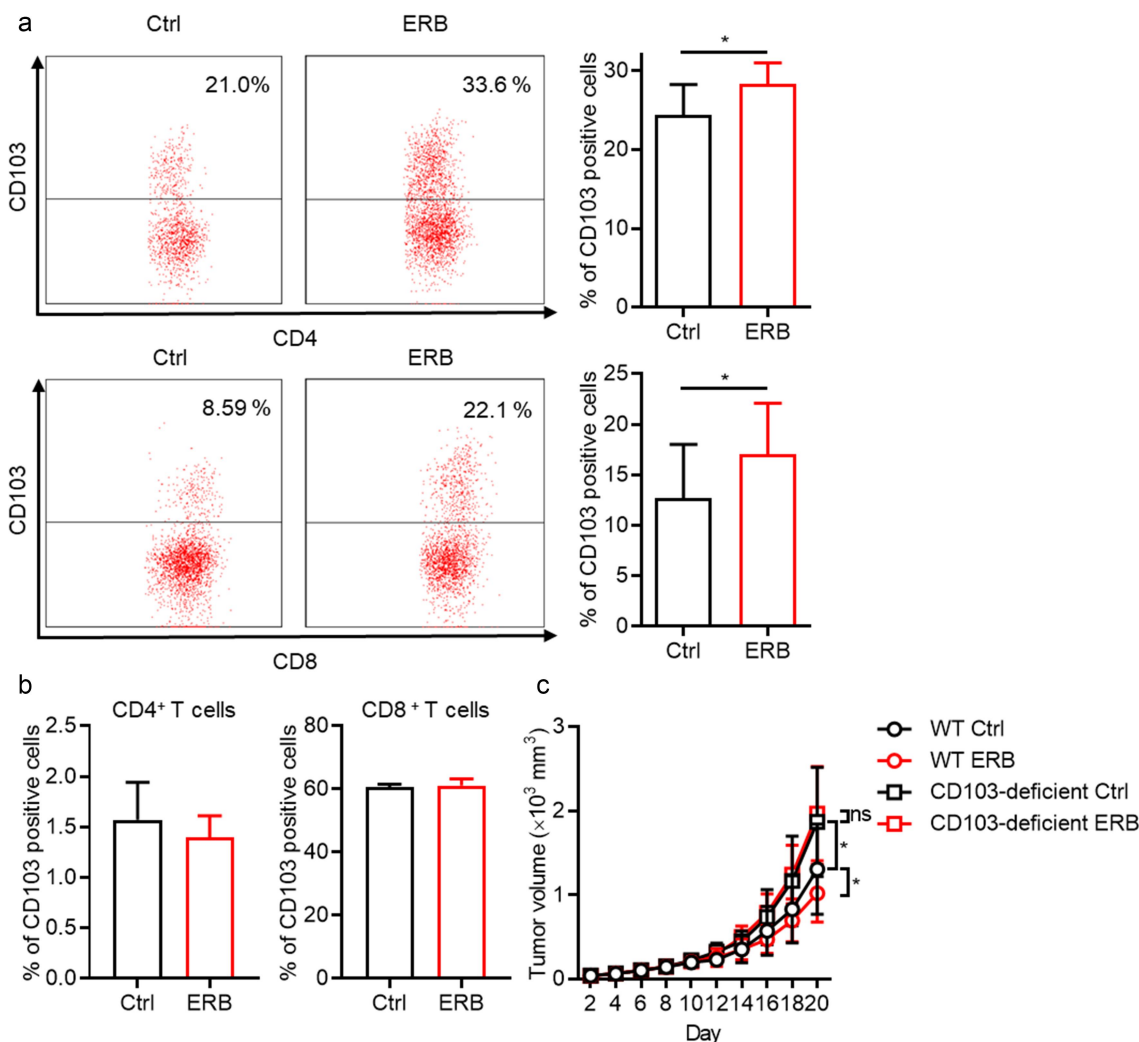 a
Ctrl
ERB
21.0%
33.6 %
CD103
CD4
% of CD103 positive cells
30
20
10
0
*
Ctrl
ERB
Ctrl
ERB
8.59 %
22.1 %
CD103
CD8
% of CD103 positive cells
25
20
15
10
5
0
*
Ctrl
ERB
b
CD4+ T cells
% of CD103 positive cells
2.5
2.0
1.5
1.0
0.5
0.0
Ctrl
ERB
CD8 + T cells
% of CD103 positive cells
80
60
40
20
0
Ctrl
ERB
c
Tumor volume (×10³ mm³)
3
2
1
0
2 4 6 8 10 12 14 16 18 20
Day
ns
*
*
WT Ctrl
WT ERB
CD103-deficient Ctrl
CD103-deficient ERB